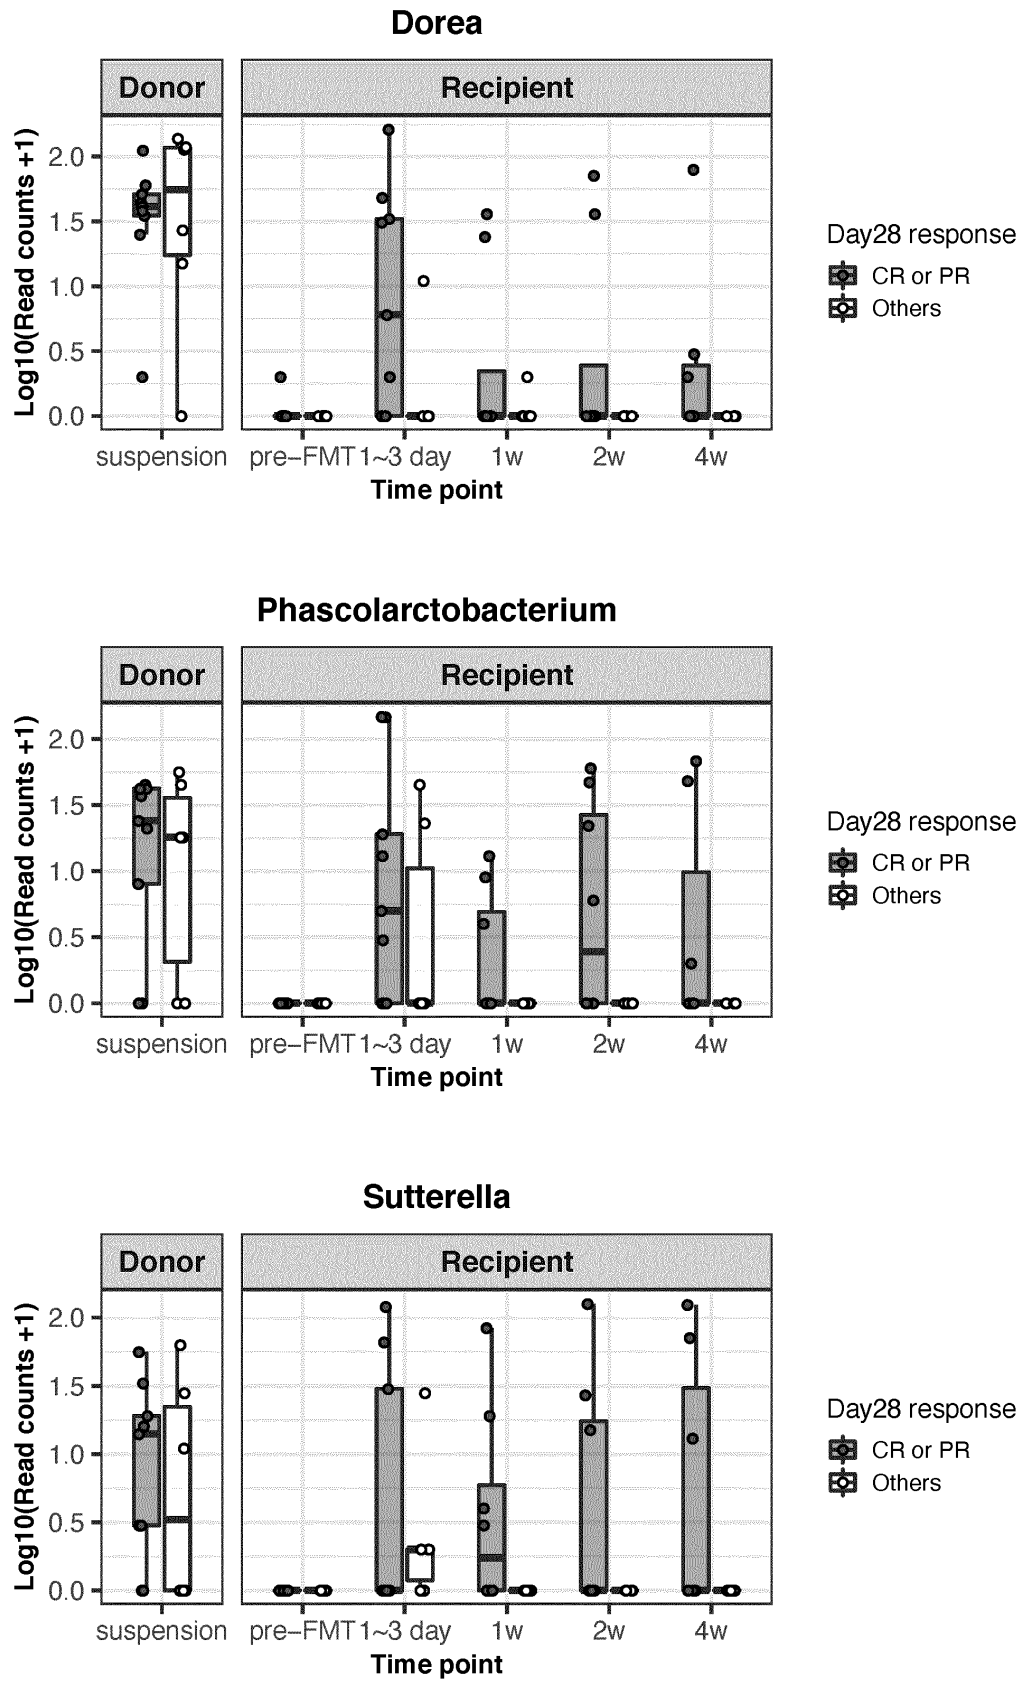 Dorea
Donor
Recipient
Log10(Read counts +1)
2.0
1.5
1.0
0.5
0.0
suspension
pre–FMT
1~3 day
1w
2w
4w
Time point
Day28 response
CR or PR
Others
Phascolarctobacterium
Donor
Recipient
Log10(Read counts +1)
2.0
1.5
1.0
0.5
0.0
suspension
pre–FMT
1~3 day
1w
2w
4w
Time point
Day28 response
CR or PR
Others
Sutterella
Donor
Recipient
Log10(Read counts +1)
2.0
1.5
1.0
0.5
0.0
suspension
pre–FMT
1~3 day
1w
2w
4w
Time point
Day28 response
CR or PR
Others